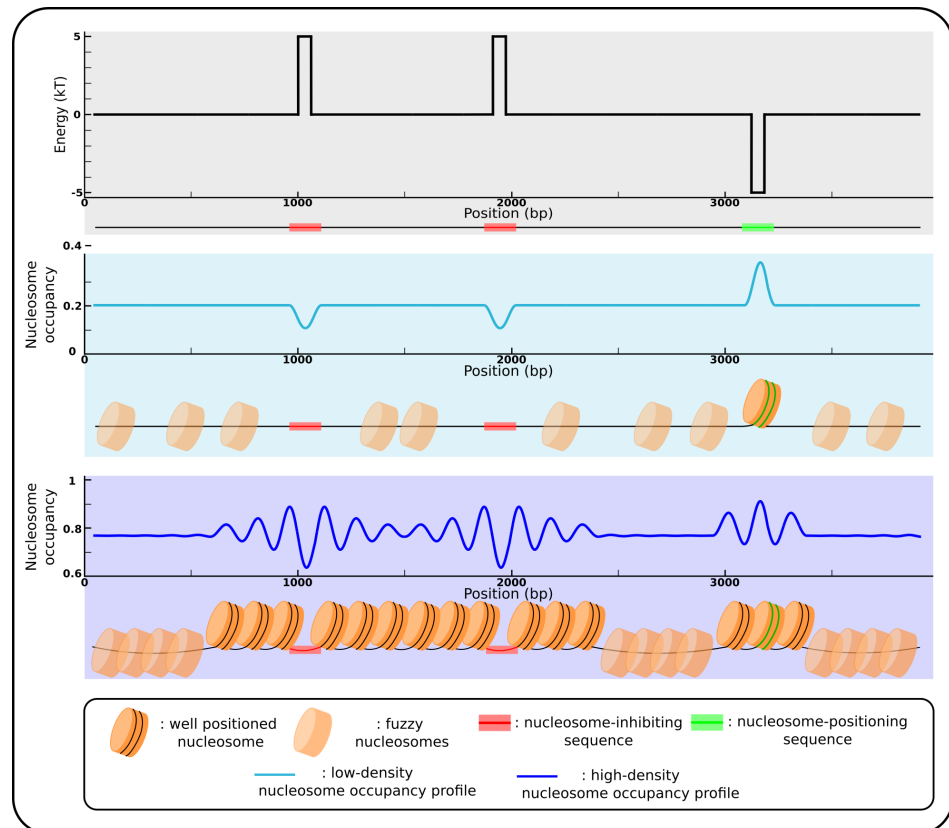 Energy (kT)
5
0
-5
0
1000
2000
3000
Position (bp)
Nucleosome
occupancy
0.4
0.2
0
0
1000
2000
3000
Position (bp)
Nucleosome
occupancy
1
0.8
0.6
0
1000
2000
3000
Position (bp)
: well positioned
nucleosome
: fuzzy
nucleosomes
: nucleosome-inhibiting
sequence
: nucleosome-positioning
sequence
: low-density
nucleosome occupancy profile
: high-density
nucleosome occupancy profile